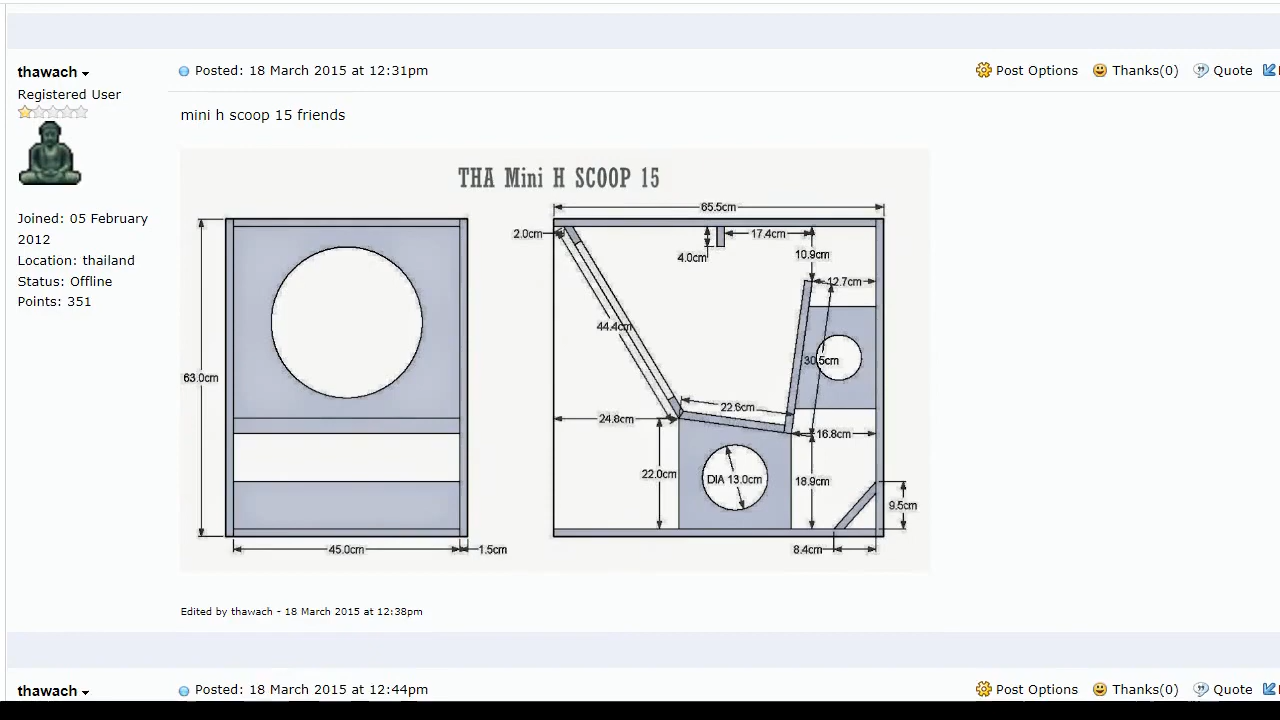 thawach
Posted: 18 March 2015 at 12:31pm
Post Options
Thanks(0)
Quote
Registered User
mini h scoop 15 friends
Joined: 05 February
2012
Location: thailand
Status: Offline
Points: 351
THA Mini H SCOOP 15
65.5cm
2.0cm
17.4cm
4.0cm
10.9cm
12.7cm
44.4cm
30.5cm
63.0cm
22.6cm
24.8cm
16.8cm
22.0cm
DIA 13.0cm
18.9cm
9.5cm
45.0cm
1.5cm
8.4cm
Edited by thawach - 18 March 2015 at 12:38pm
thawach
Posted: 18 March 2015 at 12:44pm
Post Options
Thanks(0)
Quote